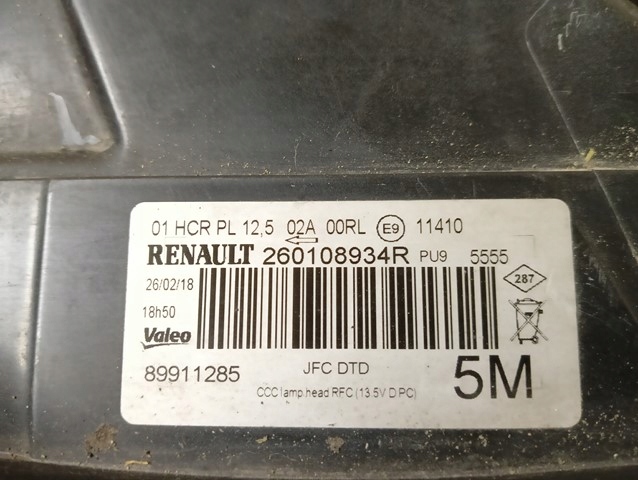 01 HCR PL 12,5 02A 00RL E9 11410
RENAULT 260108934R PU9 5555
26/02/18
287
18h50
Valeo
89911285 JFC DTD 5M
CCC lamp.head RFC (13.5V D PC)